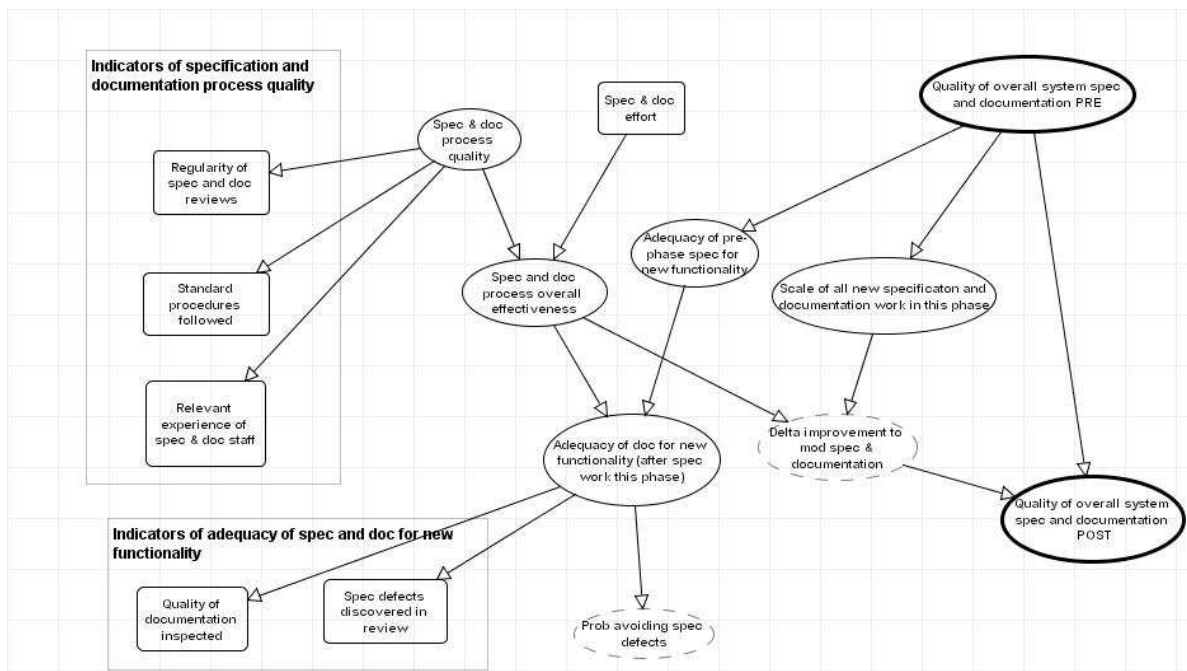 Indicators of specification and
documentation process quality
Spec & doc
process
quality
Spec & doc
effort
Quality of overall system spec
and documentation PRE
Regularity of
spec and doc
reviews
Standard
procedures
followed
Relevant
experience of
spec & doc staff
Spec and doc
process overall
effectiveness
Adequacy of pre-
phase spec for
new functionality
Scale of all new specificaton and
documentation work in this phase
Adequacy of doc for new
functionality (after spec
work this phase)
Delta improvement to
mod spec &
documentation
Quality of overall system
spec and documentation
POST
Indicators of adequacy of spec and doc for new
functionality
Quality of
documentation
inspected
Spec defects
discovered in
review
Prob avoiding spec
defects